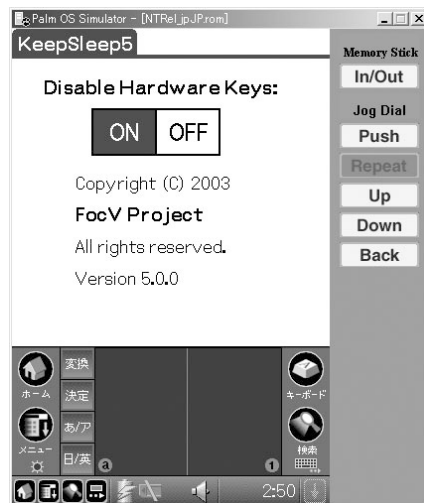 Palm OS Simulator - [NTRel_jpJP.rom]
KeepSleep5
Disable Hardware Keys:
ON OFF
Copyright (C) 2003
FocV Project
All rights reserved.
Version 5.0.0
Memory Stick
In/Out
Jog Dial
Push
Repeat
Up
Down
Back
ホーム
変換
決定
キーボード
メニュー
あ/ア
日/英
a
1
検索
2:50